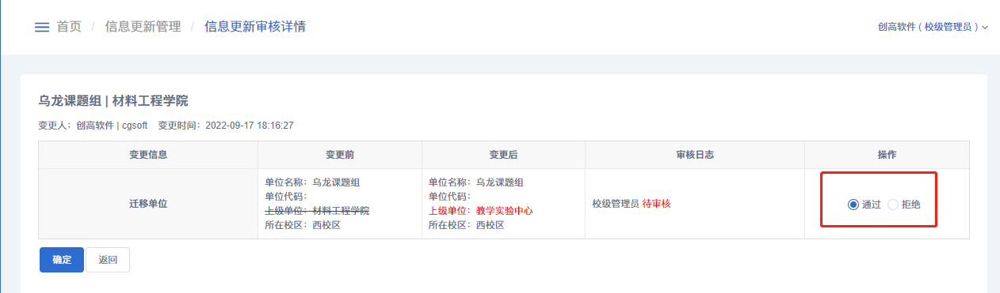 首页 / 信息更新管理 / 信息更新审核详情
创高软件 ( 校级管理员 )
乌龙课题组 | 材料工程学院
变更人：创高软件 | cgsoft 变更时间：2022-09-17 18:16:27
变更信息 变更前 变更后 审核日志 操作
迁移单位
单位名称：乌龙课题组
单位代码：
上级单位：材料工程学院
所在校区：西校区
单位名称：乌龙课题组
单位代码：
上级单位：教学实验中心
所在校区：西校区
校级管理员 待审核
通过 拒绝
确定 返回